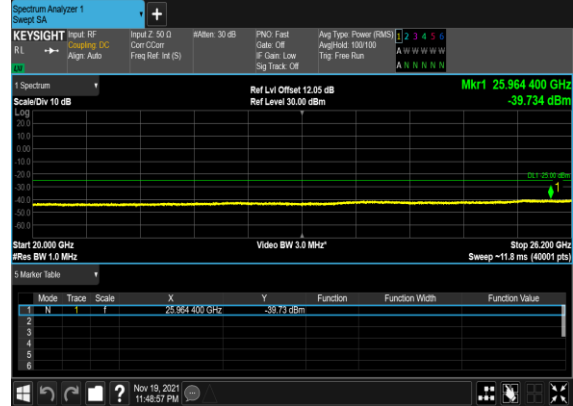 Spectrum Analyzer 1
Swept SA
+
KEYSIGHT Input: RF Input Z: 50 Ω #Atten: 30 dB PNO: Fast Avg Type: Power (RMS) 1 2 3 4 5 6
RL Coupling: DC Corr CCorr Gate: Off Avg|Hold: 100/100 A W W W W W
Align: Auto Freq Ref: Int (S) IF Gain: Low Trig: Free Run
LXI Sig Track: Off A N N N N N
1 Spectrum Ref Lvl Offset 12.05 dB Mkr1 25.964 400 GHz
Scale/Div 10 dB Ref Level 30.00 dBm -39.734 dBm
Log
20.0
10.0
0.00
-10.0
-20.0 DL1 -25.00 dBm
-30.0 1
-40.0
-50.0
-60.0
Start 20.000 GHz Video BW 3.0 MHz* Stop 26.200 GHz
#Res BW 1.0 MHz Sweep ~11.8 ms (40001 pts)
5 Marker Table
Mode Trace Scale X Y Function Function Width Function Value
1 N 1 f 25.964 400 GHz -39.73 dBm
2
3
4
5
6
? Nov 19, 2021
11:48:57 PM